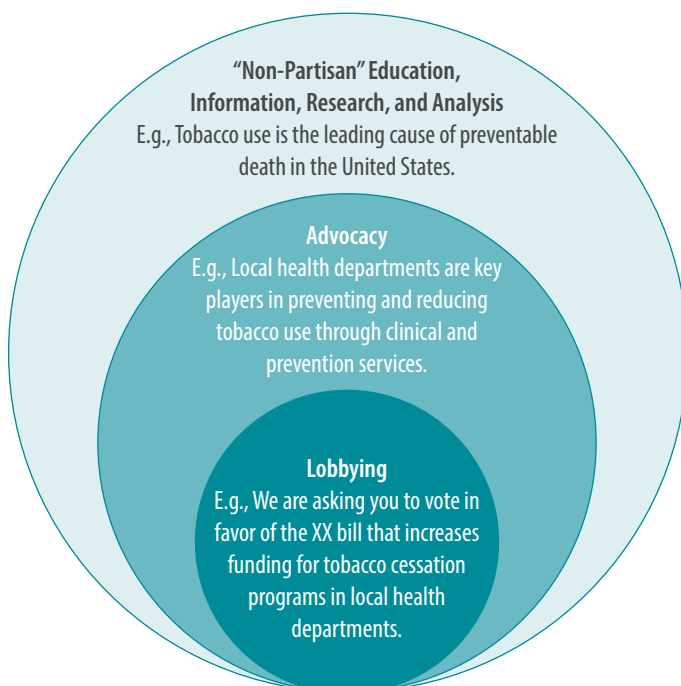 “Non-Partisan” Education,
Information, Research, and Analysis
E.g., Tobacco use is the leading cause of preventable
death in the United States.
Advocacy
E.g., Local health departments are key
players in preventing and reducing
tobacco use through clinical and
prevention services.
Lobbying
E.g., We are asking you to vote in
favor of the XX bill that increases
funding for tobacco cessation
programs in local health
departments.